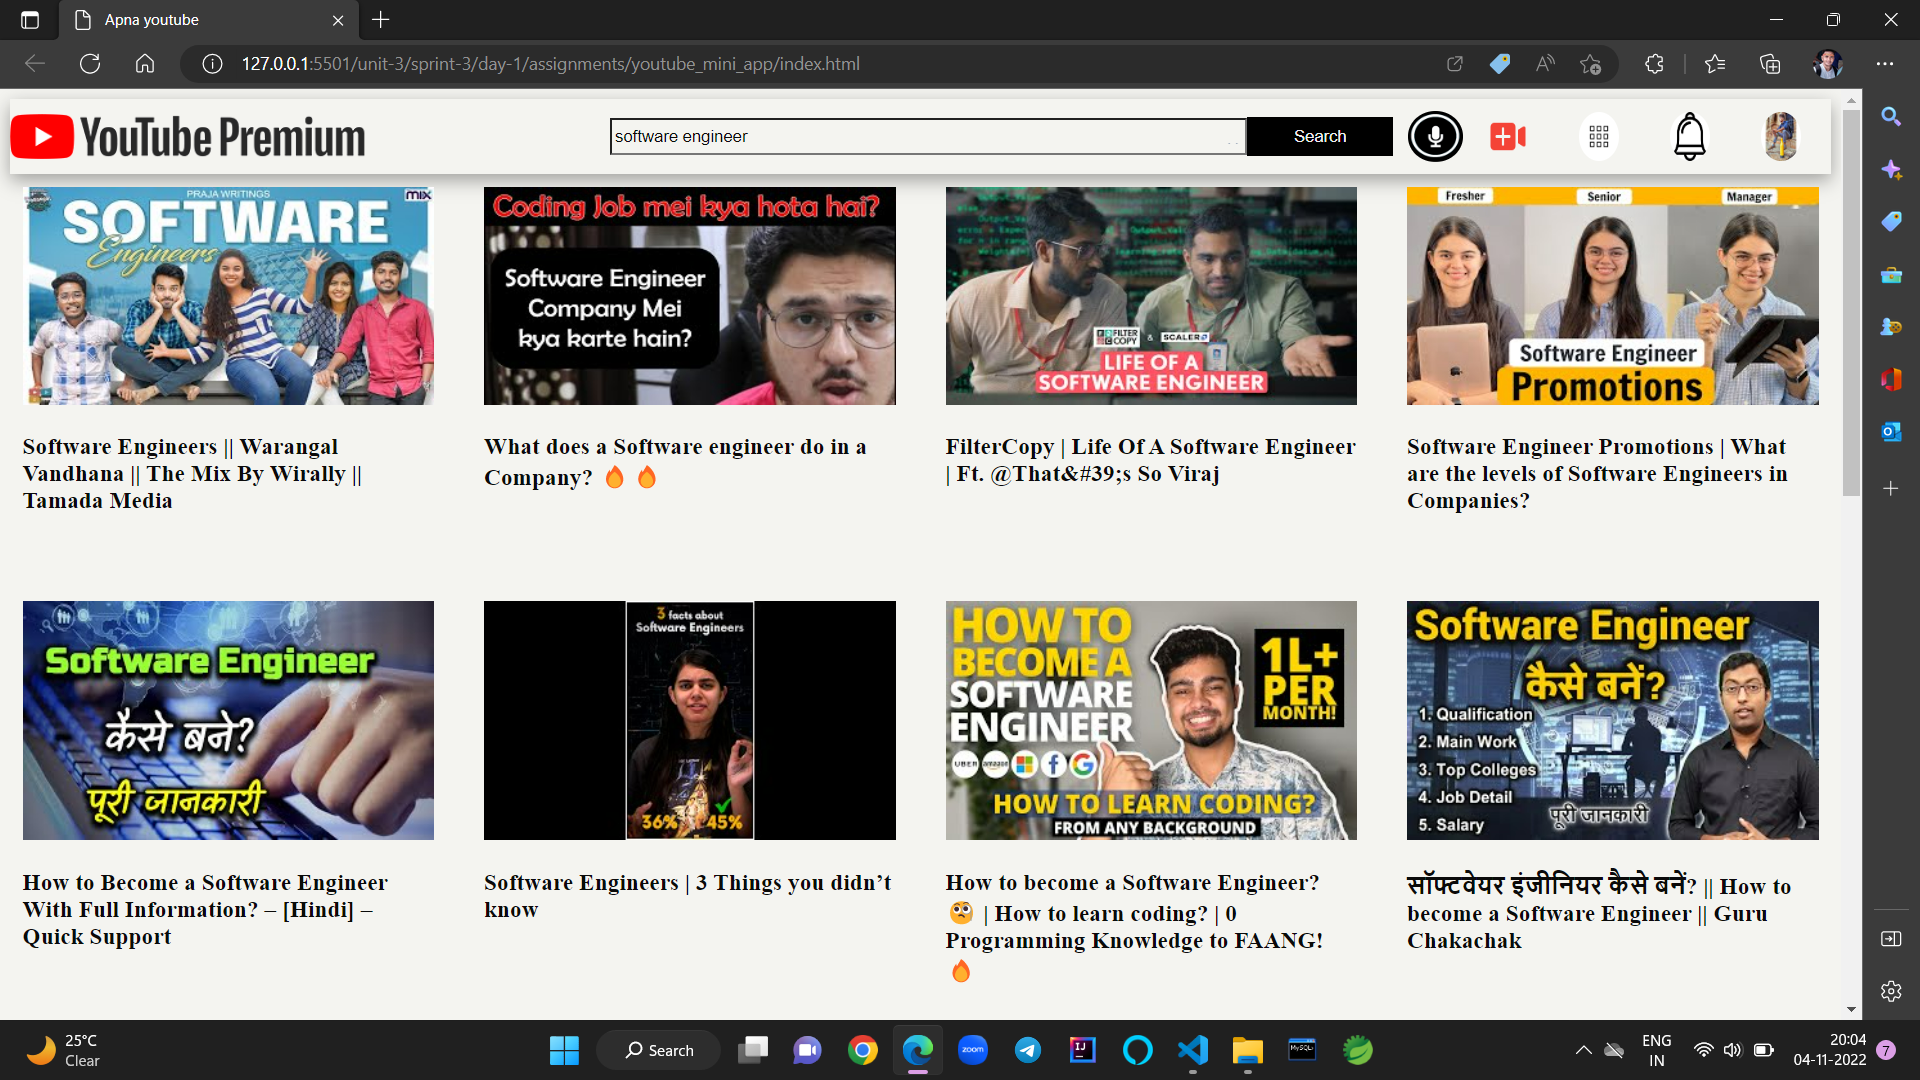 Apna youtube
127.0.0.1:5501/unit-3/sprint-3/day-1/assignments/youtube_mini_app/index.html
YouTube Premium
software engineer
Search
PRAJA WRITINGS
MIX
SOFTWARE
Engineers
Coding Job mei kya hota hai?
Software Engineer
Company Mei
kya karte hain?
FILTER
COPY
& SCALER
LIFE OF A
SOFTWARE ENGINEER
Fresher
Senior
Manager
Software Engineer
Promotions
Software Engineers || Warangal
Vandhana || The Mix By Wirally ||
Tamada Media
What does a Software engineer do in a
Company? 🔥 🔥
FilterCopy | Life Of A Software Engineer
| Ft. @That&#39;s So Viraj
Software Engineer Promotions | What
are the levels of Software Engineers in
Companies?
Software Engineer
कैसे बने?
पूरी जानकारी
3 facts about
Software Engineers
36%
45%
HOW TO
BECOME A
SOFTWARE
ENGINEER
1L+
PER
MONTH!
UBER
amazon
HOW TO LEARN CODING?
FROM ANY BACKGROUND
Software Engineer
कैसे बनें?
1. Qualification
2. Main Work
3. Top Colleges
4. Job Detail
5. Salary
पूरी जानकारी
How to Become a Software Engineer
With Full Information? – [Hindi] –
Quick Support
Software Engineers | 3 Things you didn’t
know
How to become a Software Engineer?
🧐 | How to learn coding? | 0
Programming Knowledge to FAANG!
🔥
सॉफ्टवेयर इंजीनियर कैसे बनें? || How to
become a Software Engineer || Guru
Chakachak
25°C
Clear
Search
zoom
IJ
MySQL
ENG
IN
20:04
04-11-2022
7